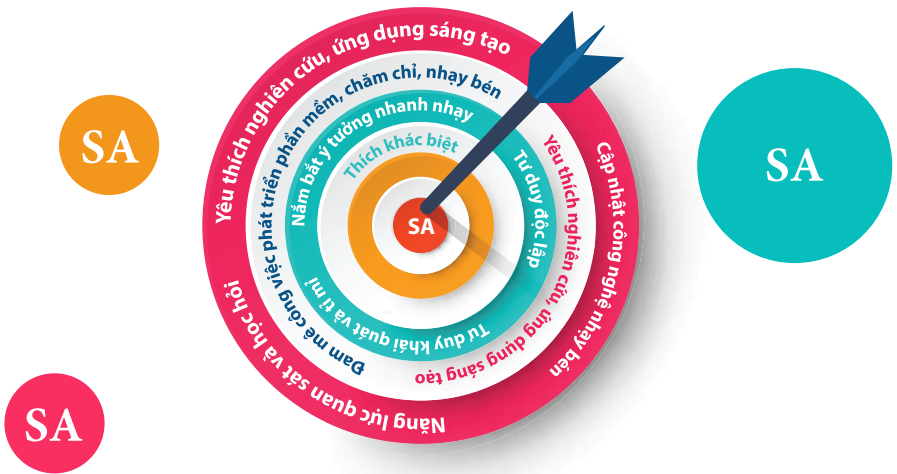 Yêu thích nghiên cứu, ứng dụng sáng tạo
Cập nhật công nghệ nhạy bén
Năng lực quan sát và học hỏi
Đam mê công việc phát triển phần mềm, chăm chỉ, nhạy bén
Yêu thích nghiên cứu, ứng dụng sáng tạo
Nắm bắt ý tưởng nhanh nhạy
Tư duy độc lập
Tư duy khái quát và tỉ mỉ
Thích khác biệt
SA
SA
SA
SA